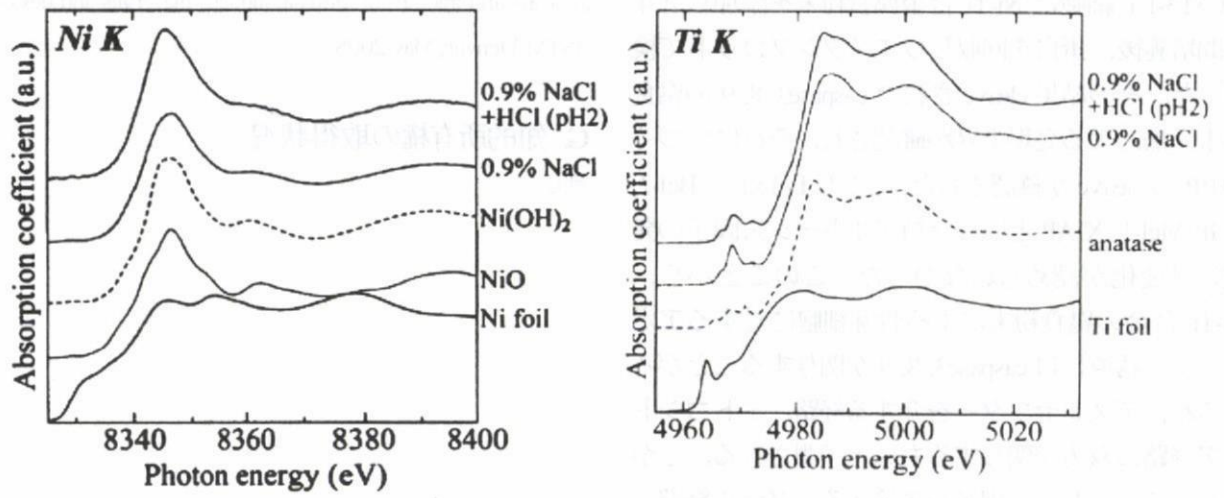 Ni K
Absorption coefficient (a.u.)
0.9% NaCl
+HCl (pH2)
0.9% NaCl
Ni(OH)₂
NiO
Ni foil
8340 8360 8380 8400
Photon energy (eV)
Ti K
Absorption coefficient (a.u.)
0.9% NaCl
+HCl (pH2)
0.9% NaCl
anatase
Ti foil
4960 4980 5000 5020
Photon energy (eV)